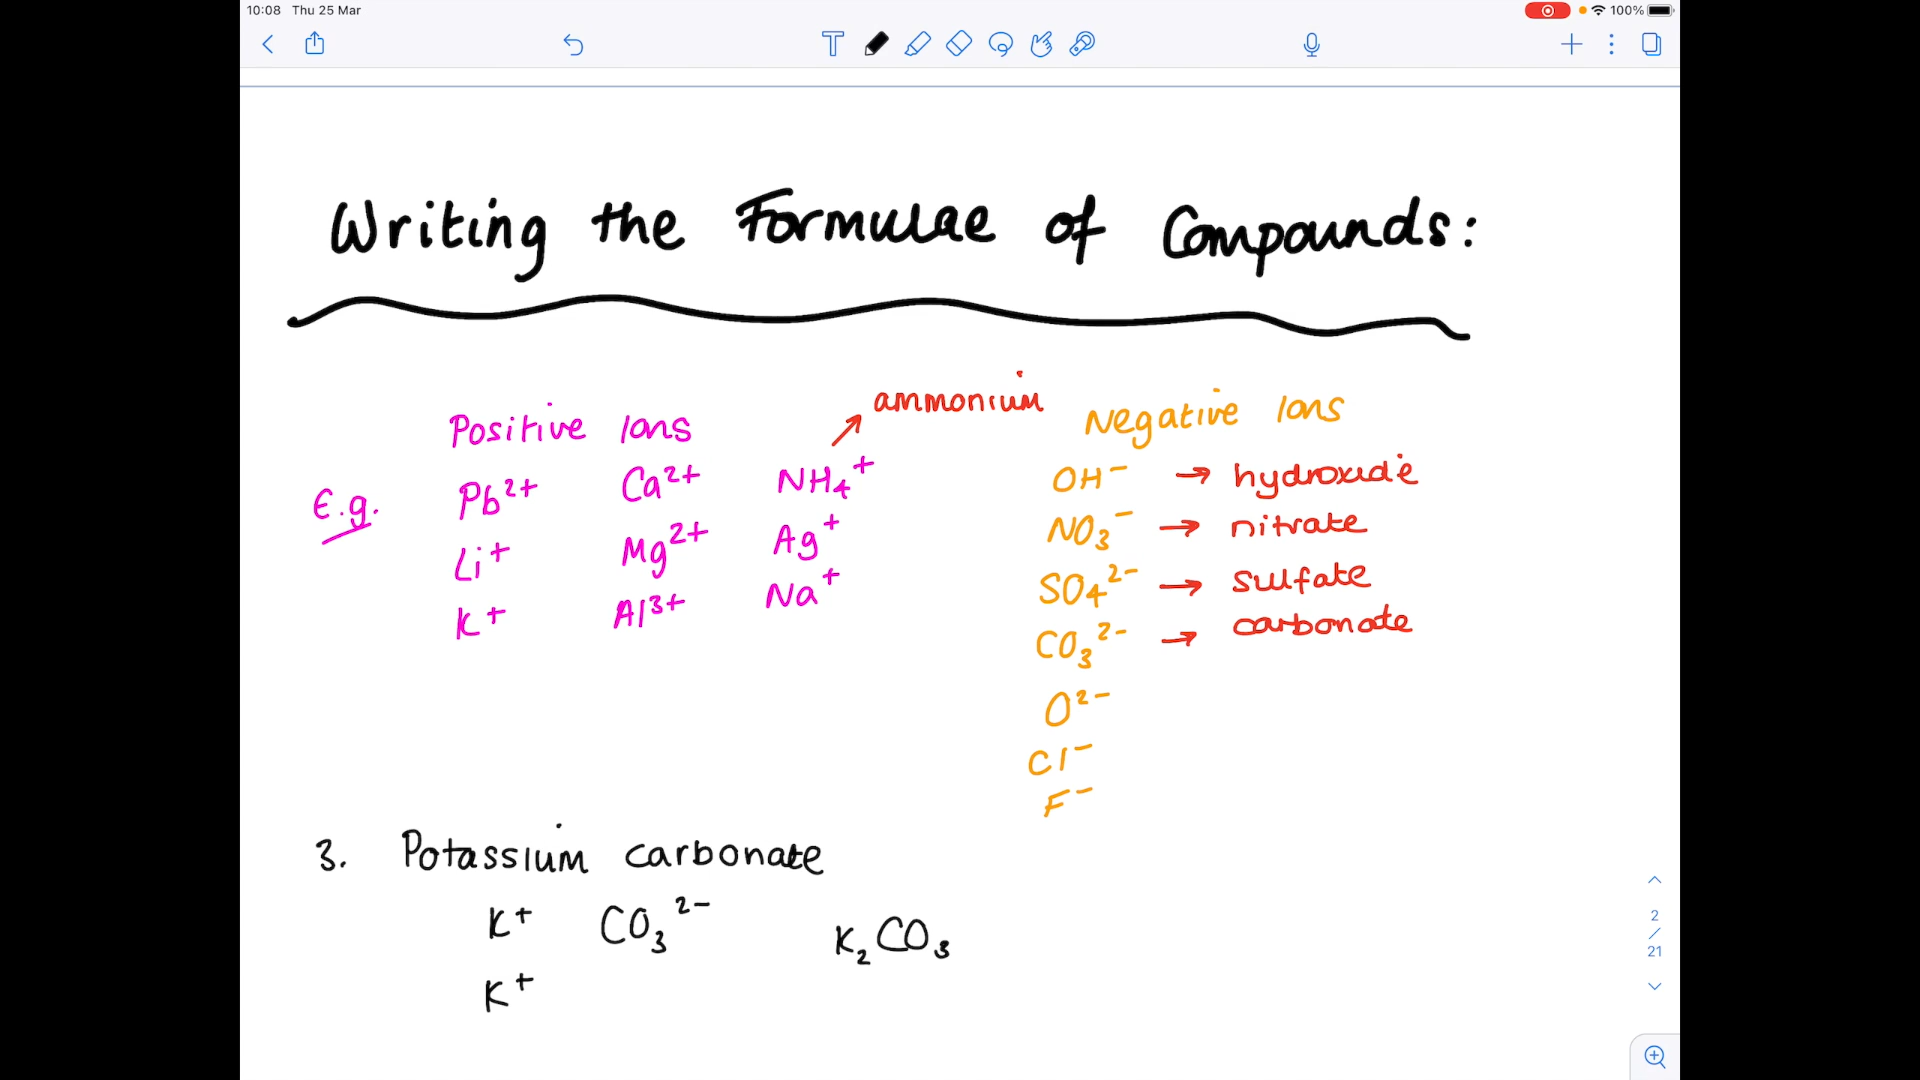 10:08 Thu 25 Mar 100%
Writing the Formulae of Compounds:
ammonium
Positive Ions Negative Ions
E.g. Pb²⁺ Ca²⁺ NH₄⁺ OH⁻ → hydroxide
Li⁺ Mg²⁺ Ag⁺ NO₃⁻ → nitrate
K⁺ Al³⁺ Na⁺ SO₄²⁻ → sulfate
CO₃²⁻ → carbonate
O²⁻
Cl⁻
F⁻
3. Potassium carbonate
K⁺ CO₃²⁻ K₂CO₃
K⁺
2
/
21